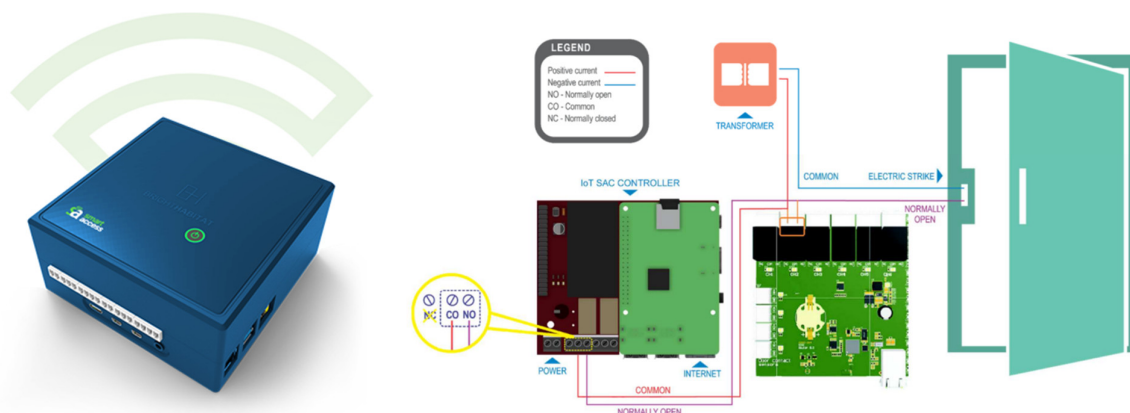 smart
access
LEGEND
Positive current
Negative current
NO - Normally open
CO - Common
NC - Normally closed
TRANSFORMER
COMMON
ELECTRIC STRIKE
IoT SAC CONTROLLER
NORMALLY
OPEN
NC CO NO
POWER
INTERNET
COMMON
NORMALLY OPEN